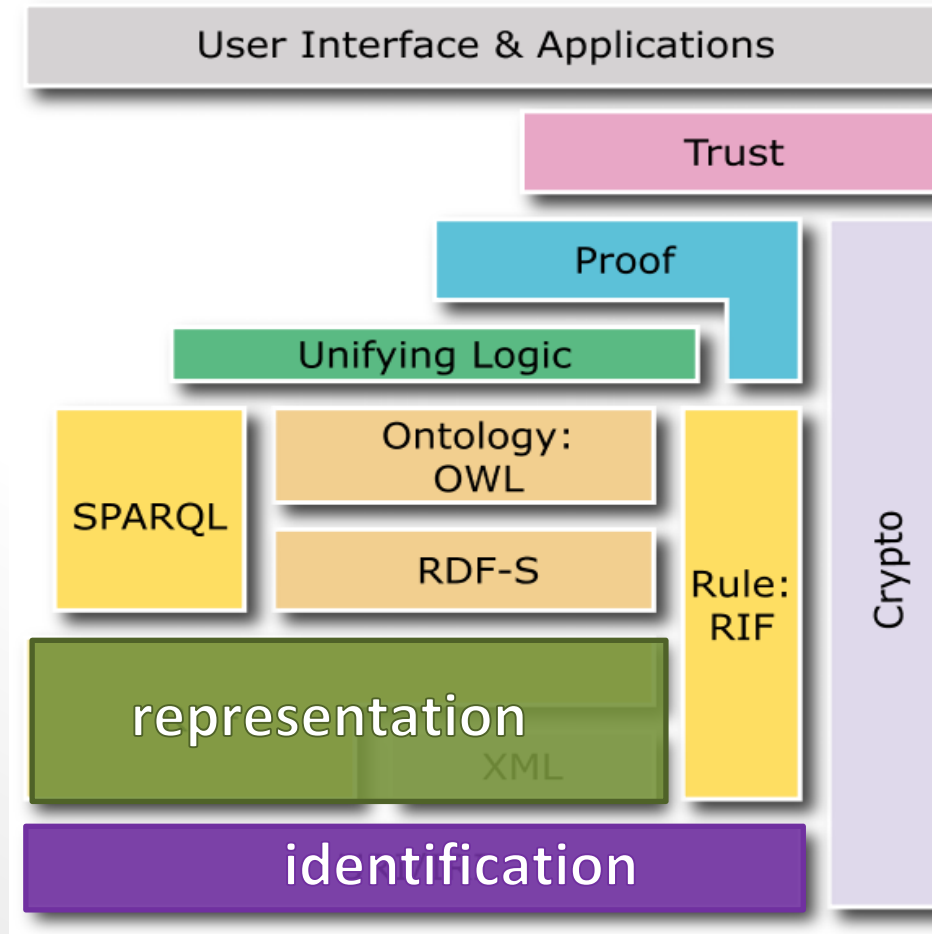 User Interface & Applications
Trust
Proof
Unifying Logic
Ontology:
OWL
SPARQL
RDF-S
Rule:
RIF
Crypto
representation
XML
identification